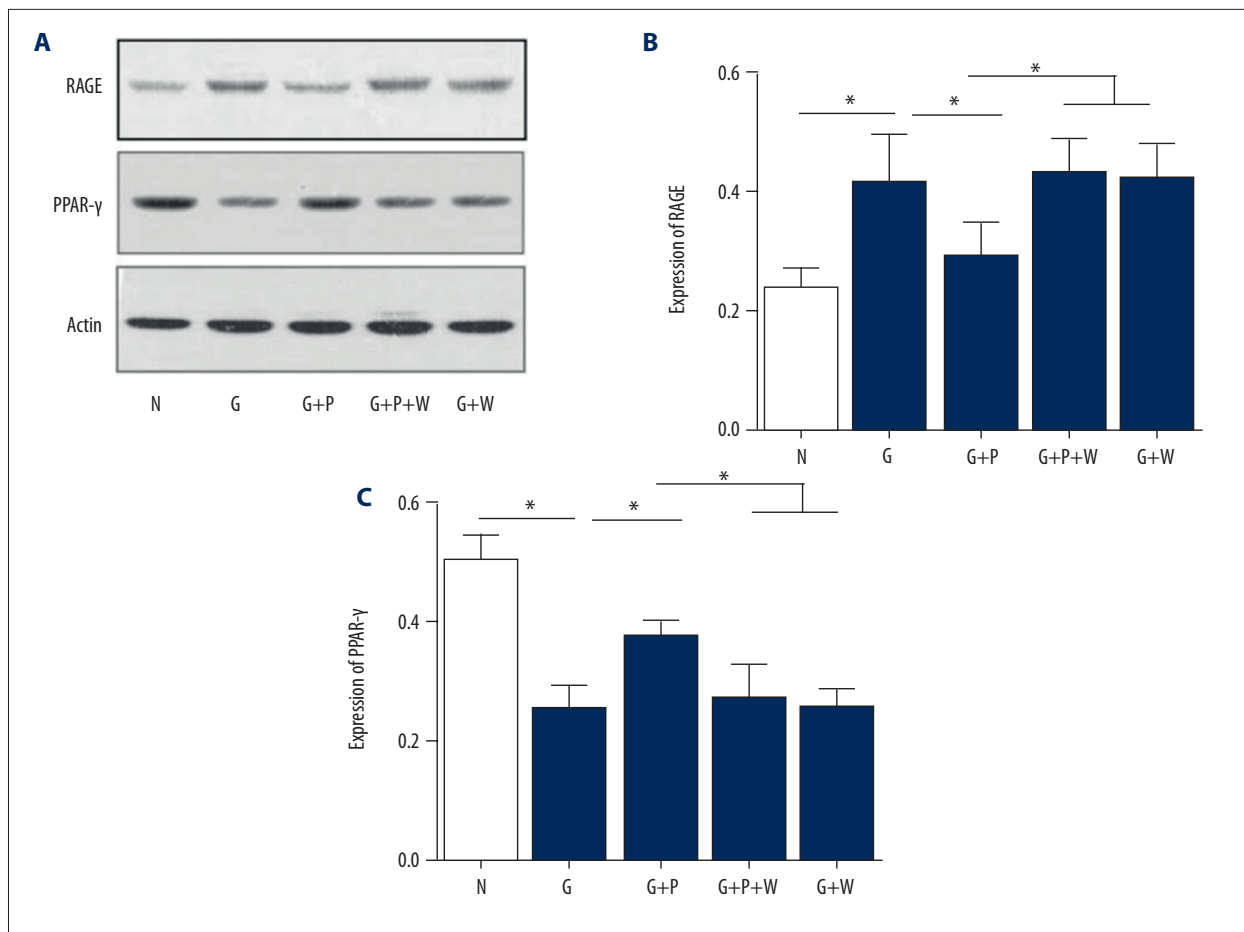 A
RAGE
PPAR-γ
Actin
N G G+P G+P+W G+W
B
Expression of RAGE
0.6
0.4
0.2
0.0
* * *
N G G+P G+P+W G+W
C
Expression of PPAR-γ
0.6
0.4
0.2
0.0
* * *
N G G+P G+P+W G+W